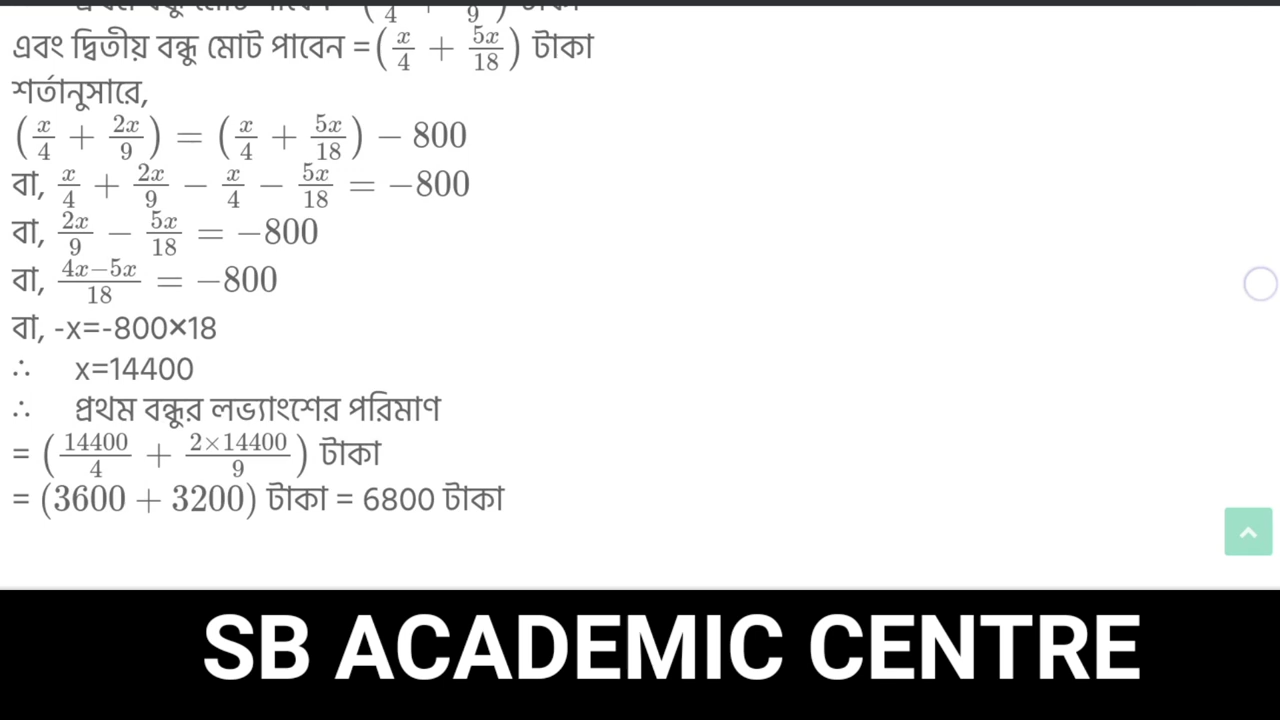 এবং দ্বিতীয় বন্ধু মোট পাবেন =(x/4 + 5x/18) টাকা
শর্তানুসারে,
(x/4 + 2x/9) = (x/4 + 5x/18) − 800
বা, x/4 + 2x/9 − x/4 − 5x/18 = −800
বা, 2x/9 − 5x/18 = −800
বা, (4x−5x)/18 = −800
বা, -x=-800×18
∴ x=14400
∴ প্রথম বন্ধুর লভ্যাংশের পরিমাণ
= (14400/4 + 2×14400/9) টাকা
= (3600 + 3200) টাকা = 6800 টাকা
SB ACADEMIC CENTRE